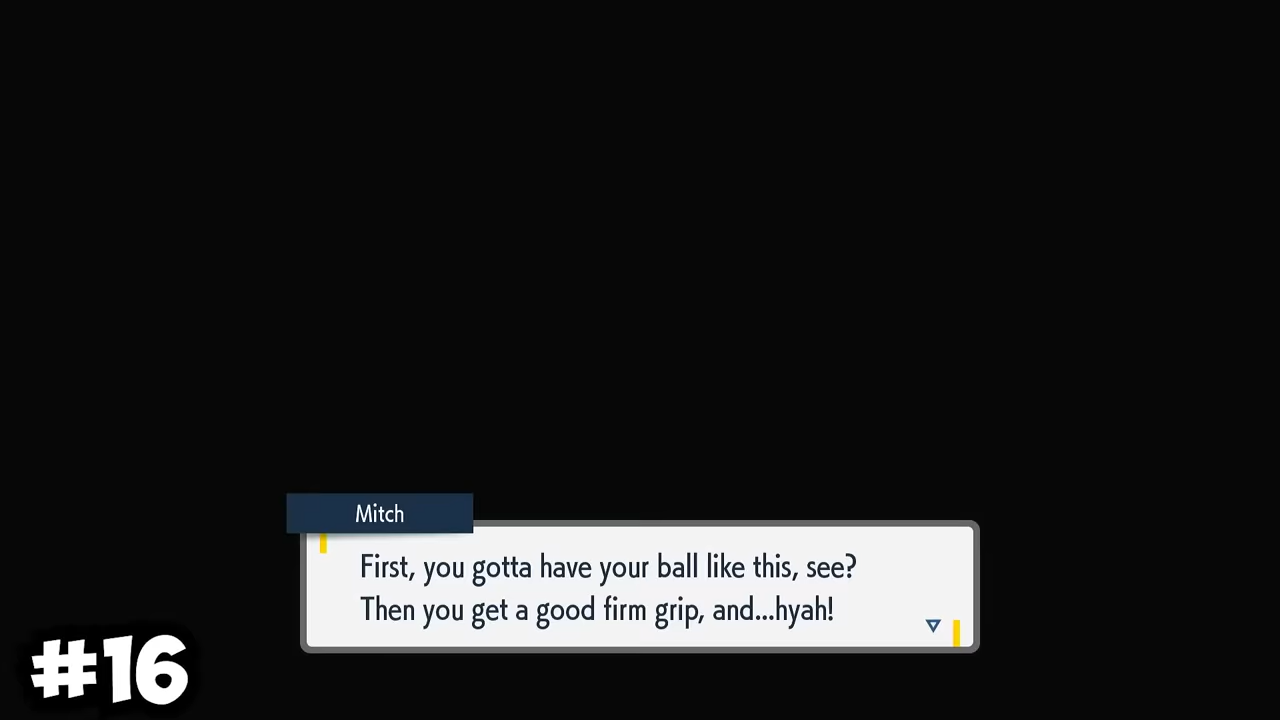 Mitch
First, you gotta have your ball like this, see?
Then you get a good firm grip, and...hyah!
#16